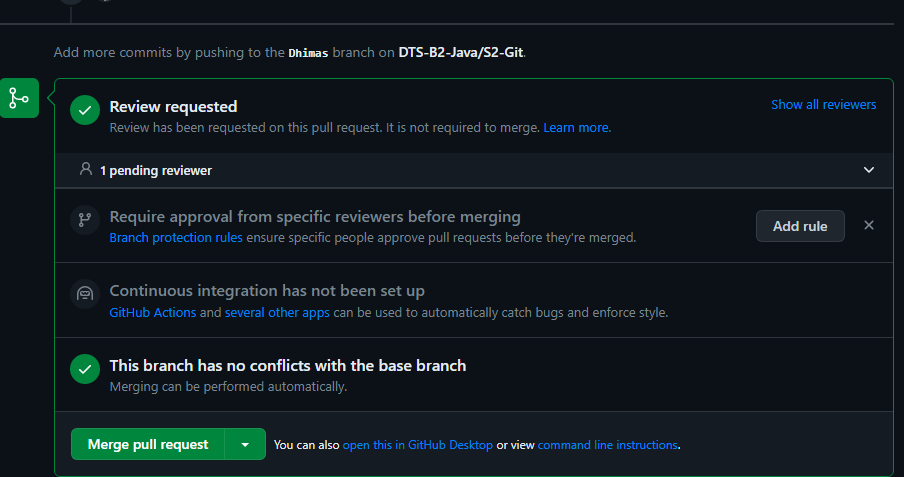 Add more commits by pushing to the Dhimas branch on DTS-B2-Java/S2-Git.
Review requested
Show all reviewers
Review has been requested on this pull request. It is not required to merge. Learn more.
1 pending reviewer
Require approval from specific reviewers before merging
Branch protection rules ensure specific people approve pull requests before they're merged.
Add rule
Continuous integration has not been set up
GitHub Actions and several other apps can be used to automatically catch bugs and enforce style.
This branch has no conflicts with the base branch
Merging can be performed automatically.
Merge pull request
You can also open this in GitHub Desktop or view command line instructions.